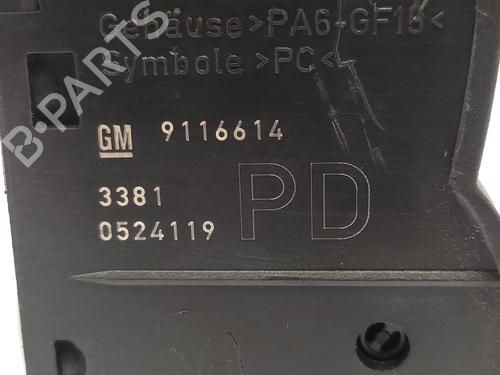 Gehäuse >PA6-GF15<
Symbole >PC<
B-PARTS
GM 9116614
3381
0524119
PD